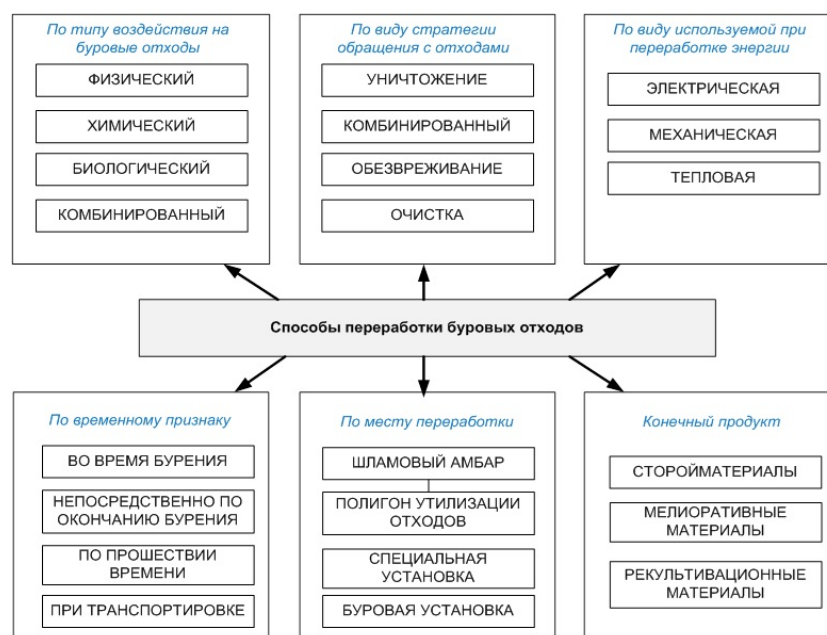 По типу воздействия на
буровые отходы
ФИЗИЧЕСКИЙ
ХИМИЧЕСКИЙ
БИОЛОГИЧЕСКИЙ
КОМБИНИРОВАННЫЙ
По виду стратегии
обращения с отходами
УНИЧТОЖЕНИЕ
КОМБИНИРОВАННЫЙ
ОБЕЗВРЕЖИВАНИЕ
ОЧИСТКА
По виду используемой при
переработке энергии
ЭЛЕКТРИЧЕСКАЯ
МЕХАНИЧЕСКАЯ
ТЕПЛОВАЯ
Способы переработки буровых отходов
По временному признаку
ВО ВРЕМЯ БУРЕНИЯ
НЕПОСРЕДСТВЕННО ПО
ОКОНЧАНИЮ БУРЕНИЯ
ПО ПРОШЕСТВИИ
ВРЕМЕНИ
ПРИ ТРАНСПОРТИРОВКЕ
По месту переработки
ШЛАМОВЫЙ АМБАР
ПОЛИГОН УТИЛИЗАЦИИ
ОТХОДОВ
СПЕЦИАЛЬНАЯ
УСТАНОВКА
БУРОВАЯ УСТАНОВКА
Конечный продукт
СТОРОЙМАТЕРИАЛЫ
МЕЛИОРАТИВНЫЕ
МАТЕРИАЛЫ
РЕКУЛЬТИВАЦИОННЫЕ
МАТЕРИАЛЫ